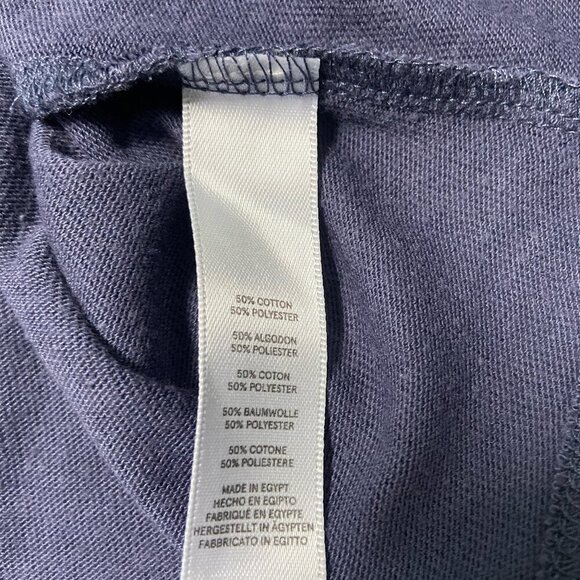 50% COTTON
50% POLYESTER
50% ALGODON
50% POLIESTER
50% COTON
50% POLYESTER
50% BAUMWOLLE
50% POLYESTER
50% COTONE
50% POLIESTERE
MADE IN EGYPT
HECHO EN EGIPTO
FABRIQUÉ EN EGYPTE
HERGESTELLT IN ÄGYPTEN
FABBRICATO IN EGITTO